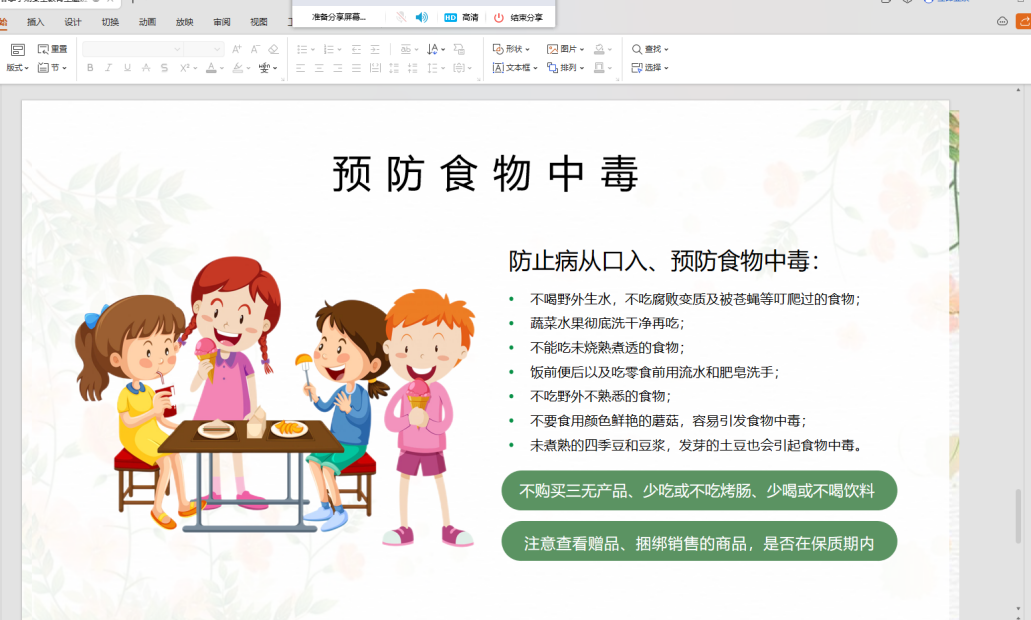 准备分享屏幕...
HD 高清
结束分享
插入 设计 切换 动画 放映 审阅 视图
重置
形状 图片 查找
版式 节
文本框 排列 选择
预防食物中毒
防止病从口入、预防食物中毒：
• 不喝野外生水，不吃腐败变质及被苍蝇等叮爬过的食物；
• 蔬菜水果彻底洗干净再吃；
• 不能吃未烧熟煮透的食物；
• 饭前便后以及吃零食前用流水和肥皂洗手；
• 不吃野外不熟悉的食物；
• 不要食用颜色鲜艳的蘑菇，容易引发食物中毒；
• 未煮熟的四季豆和豆浆，发芽的土豆也会引起食物中毒。
不购买三无产品、少吃或不吃烤肠、少喝或不喝饮料
注意查看赠品、捆绑销售的商品，是否在保质期内